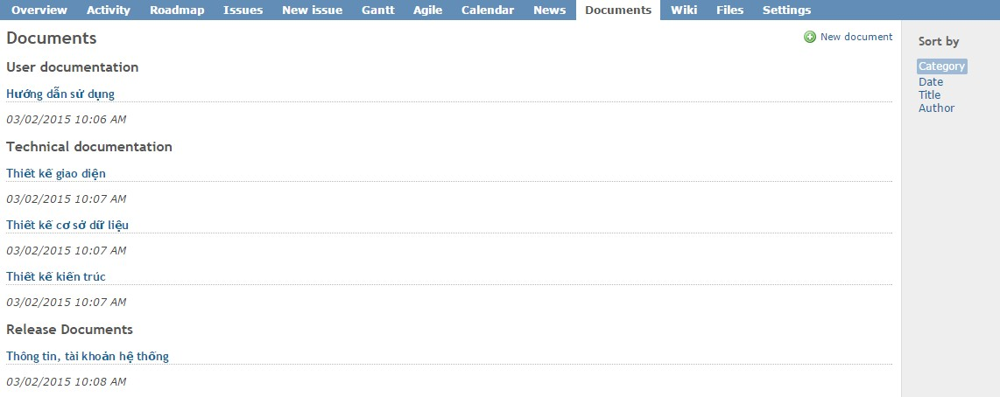 Overview Activity Roadmap Issues New issue Gantt Agile Calendar News Documents Wiki Files Settings
Documents
New document
User documentation
Hướng dẫn sử dụng
03/02/2015 10:06 AM
Technical documentation
Thiết kế giao diện
03/02/2015 10:07 AM
Thiết kế cơ sở dữ liệu
03/02/2015 10:07 AM
Thiết kế kiến trúc
03/02/2015 10:07 AM
Release Documents
Thông tin, tài khoản hệ thống
03/02/2015 10:08 AM
Sort by
Category
Date
Title
Author